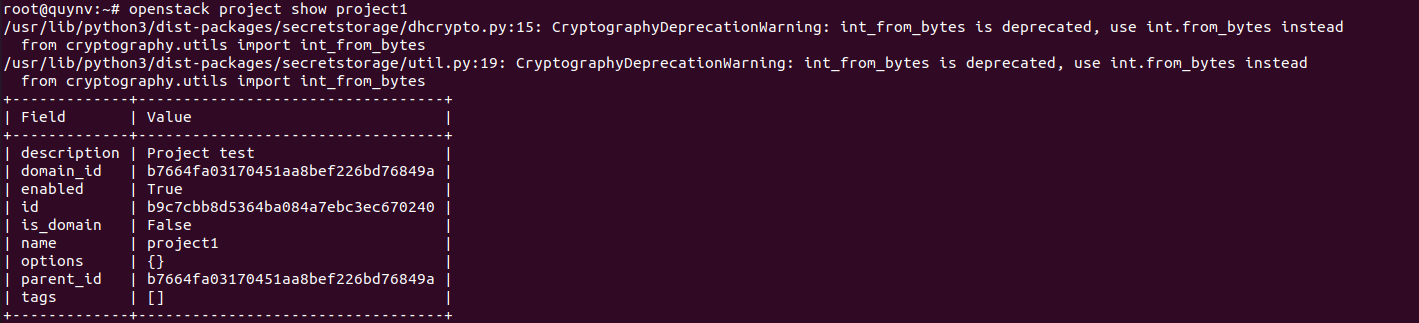 root@quynv:~# openstack project show project1
/usr/lib/python3/dist-packages/secretstorage/dhcrypto.py:15: CryptographyDeprecationWarning: int_from_bytes is deprecated, use int.from_bytes instead
  from cryptography.utils import int_from_bytes
/usr/lib/python3/dist-packages/secretstorage/util.py:19: CryptographyDeprecationWarning: int_from_bytes is deprecated, use int.from_bytes instead
  from cryptography.utils import int_from_bytes
+-------------+----------------------------------+
| Field       | Value                            |
+-------------+----------------------------------+
| description | Project test                     |
| domain_id   | b7664fa03170451aa8bef226bd76849a |
| enabled     | True                             |
| id          | b9c7cbb8d5364ba084a7ebc3ec670240 |
| is_domain   | False                            |
| name        | project1                         |
| options     | {}                               |
| parent_id   | b7664fa03170451aa8bef226bd76849a |
| tags        | []                               |
+-------------+----------------------------------+